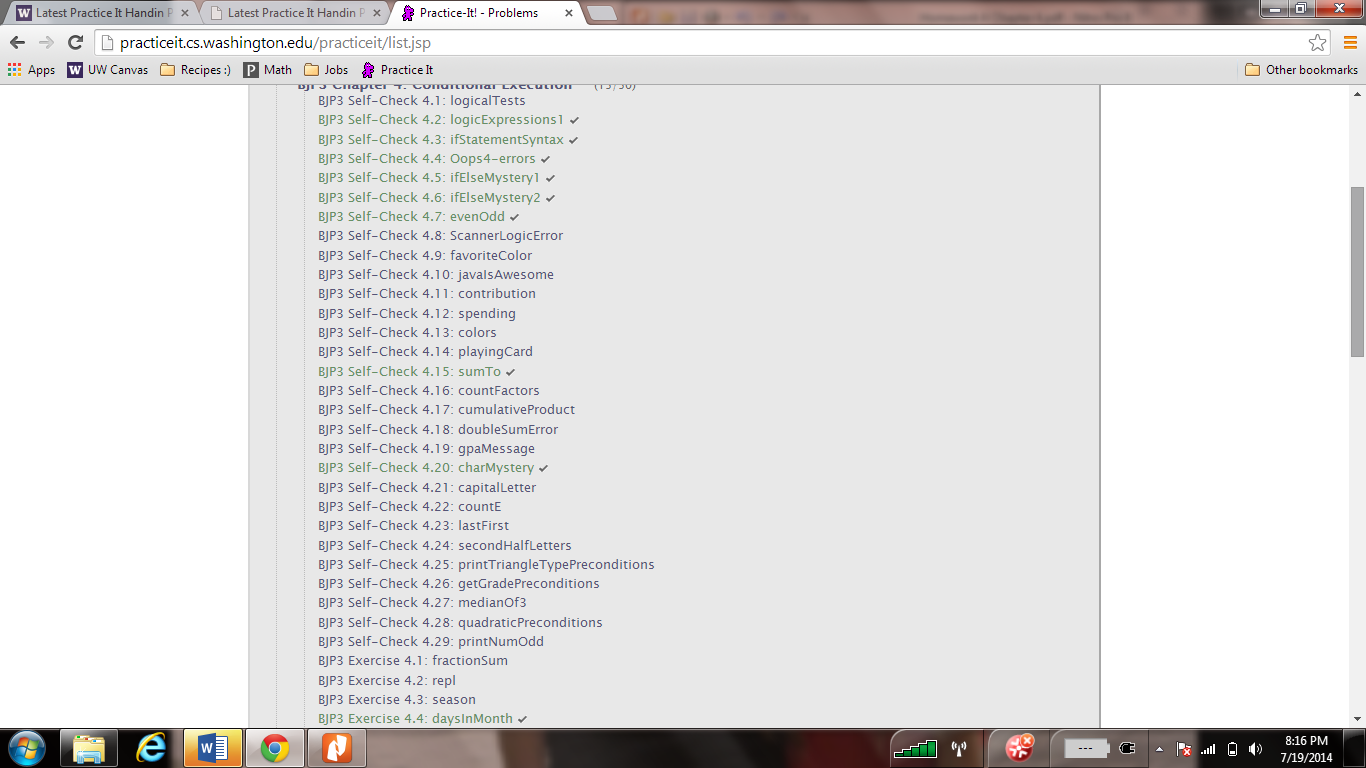 Latest Practice It Handin P
Latest Practice It Handin P
Practice-It! - Problems
practiceit.cs.washington.edu/practiceit/list.jsp
Apps UW Canvas Recipes :) Math Jobs Practice It Other bookmarks
BJP3 Chapter 4: Conditional Execution
BJP3 Self-Check 4.1: logicalTests
BJP3 Self-Check 4.2: logicExpressions1 ✔
BJP3 Self-Check 4.3: ifStatementSyntax ✔
BJP3 Self-Check 4.4: Oops4-errors ✔
BJP3 Self-Check 4.5: ifElseMystery1 ✔
BJP3 Self-Check 4.6: ifElseMystery2 ✔
BJP3 Self-Check 4.7: evenOdd ✔
BJP3 Self-Check 4.8: ScannerLogicError
BJP3 Self-Check 4.9: favoriteColor
BJP3 Self-Check 4.10: javaIsAwesome
BJP3 Self-Check 4.11: contribution
BJP3 Self-Check 4.12: spending
BJP3 Self-Check 4.13: colors
BJP3 Self-Check 4.14: playingCard
BJP3 Self-Check 4.15: sumTo ✔
BJP3 Self-Check 4.16: countFactors
BJP3 Self-Check 4.17: cumulativeProduct
BJP3 Self-Check 4.18: doubleSumError
BJP3 Self-Check 4.19: gpaMessage
BJP3 Self-Check 4.20: charMystery ✔
BJP3 Self-Check 4.21: capitalLetter
BJP3 Self-Check 4.22: countE
BJP3 Self-Check 4.23: lastFirst
BJP3 Self-Check 4.24: secondHalfLetters
BJP3 Self-Check 4.25: printTriangleTypePreconditions
BJP3 Self-Check 4.26: getGradePreconditions
BJP3 Self-Check 4.27: medianOf3
BJP3 Self-Check 4.28: quadraticPreconditions
BJP3 Self-Check 4.29: printNumOdd
BJP3 Exercise 4.1: fractionSum
BJP3 Exercise 4.2: repl
BJP3 Exercise 4.3: season
BJP3 Exercise 4.4: daysInMonth ✔
8:16 PM
7/19/2014